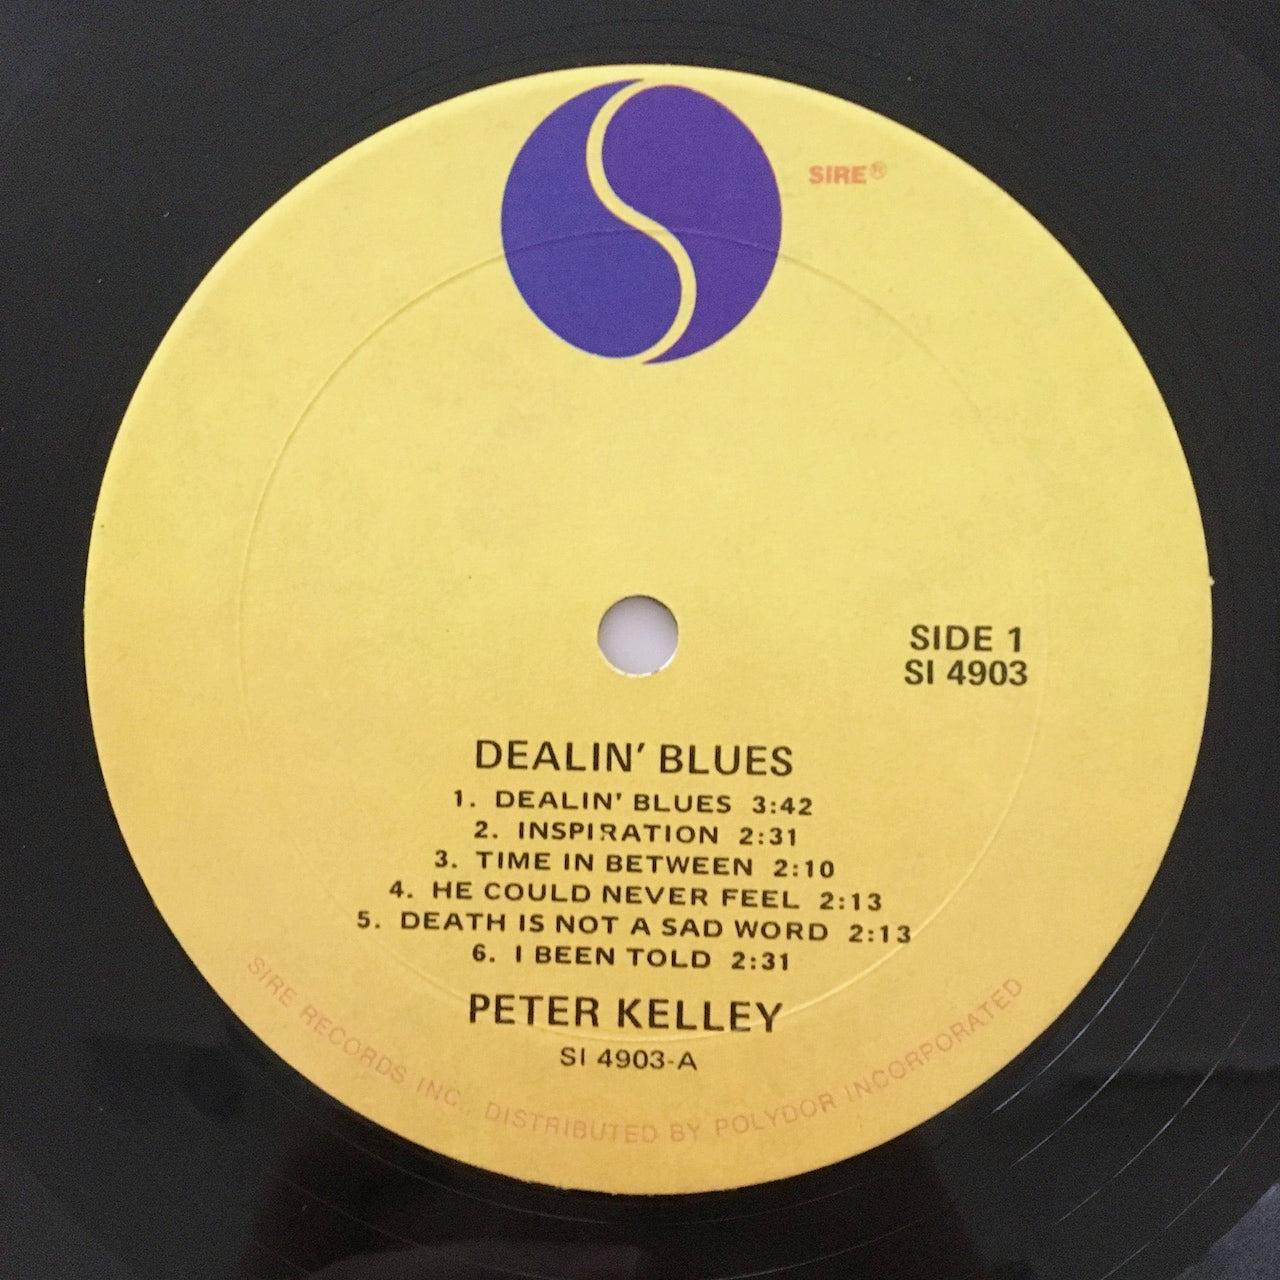 SIRE®
SIDE 1
SI 4903
DEALIN' BLUES
1. DEALIN' BLUES 3:42
2. INSPIRATION 2:31
3. TIME IN BETWEEN 2:10
4. HE COULD NEVER FEEL 2:13
5. DEATH IS NOT A SAD WORD 2:13
6. I BEEN TOLD 2:31
PETER KELLEY
SI 4903-A
SIRE RECORDS INC., DISTRIBUTED BY POLYDOR INCORPORATED